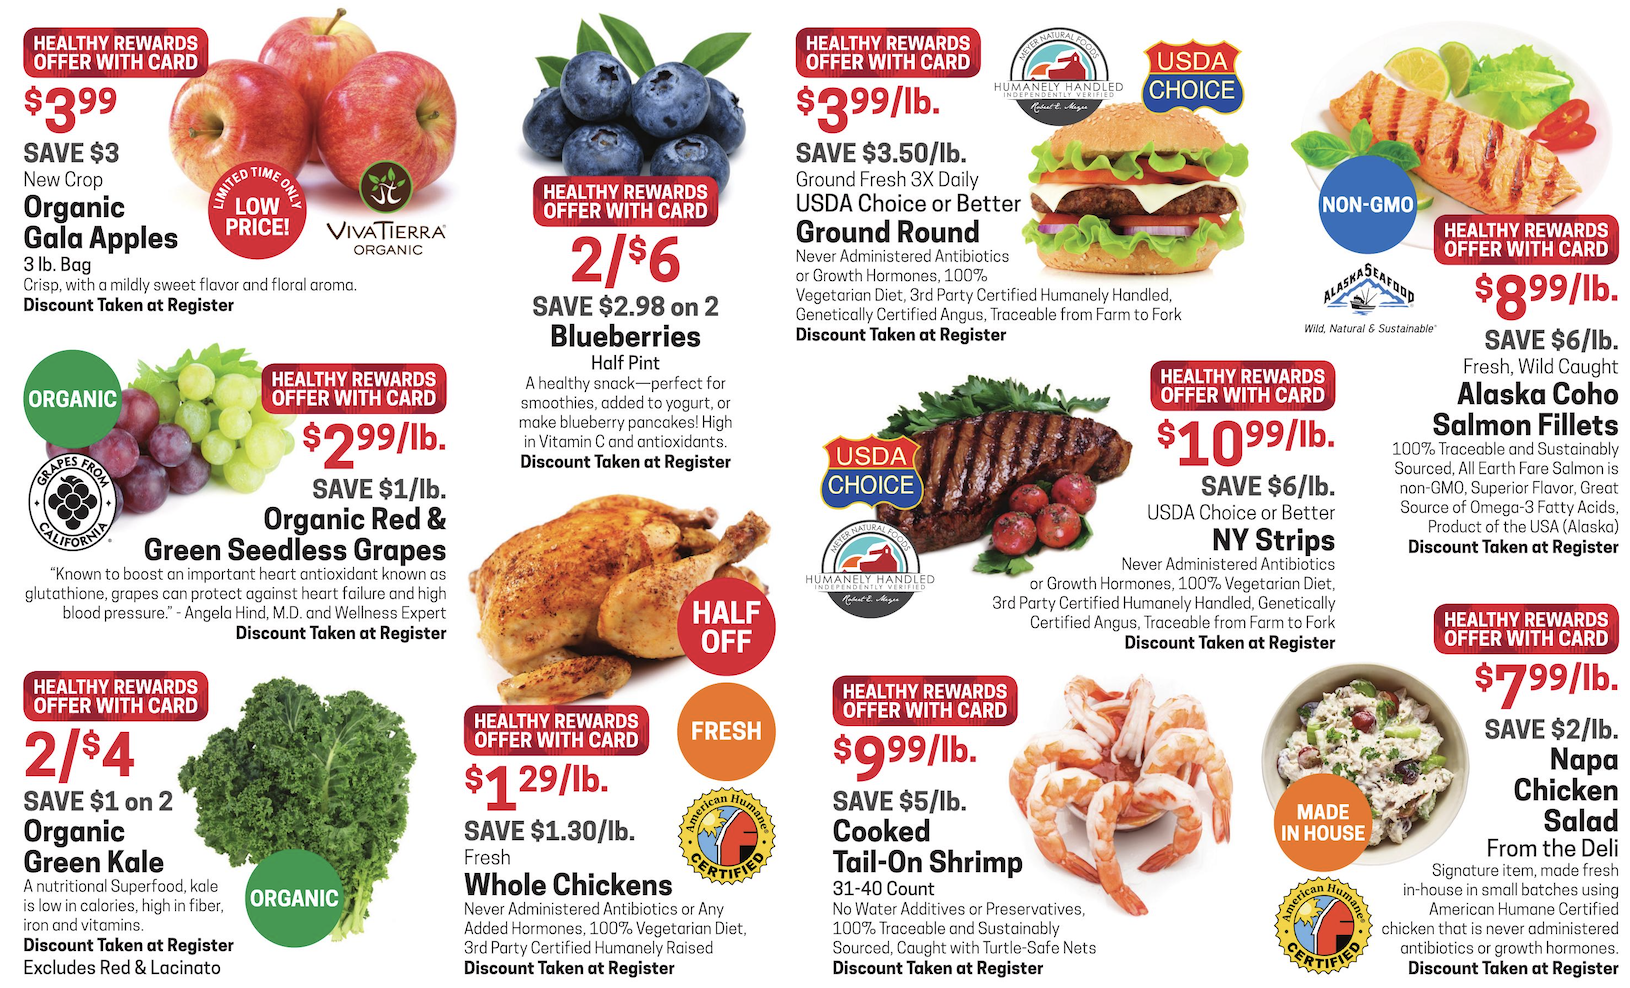 HEALTHY REWARDS
OFFER WITH CARD
$3.99
SAVE $3
New Crop
Organic
Gala Apples
3 lb. Bag
Crisp, with a mildly sweet flavor and floral aroma.
Discount Taken at Register
LIMITED TIME ONLY
LOW
PRICE!
VIVATIERRA
ORGANIC
ORGANIC
GRAPES FROM
CALIFORNIA
HEALTHY REWARDS
OFFER WITH CARD
$2.99/lb.
SAVE $1/lb.
Organic Red &
Green Seedless Grapes
“Known to boost an important heart antioxidant known as
glutathione, grapes can protect against heart failure and high
blood pressure.” - Angela Hind, M.D. and Wellness Expert
Discount Taken at Register
HEALTHY REWARDS
OFFER WITH CARD
2/$4
SAVE $1 on 2
Organic
Green Kale
A nutritional Superfood, kale
is low in calories, high in fiber,
iron and vitamins.
Discount Taken at Register
Excludes Red & Lacinato
ORGANIC
HEALTHY REWARDS
OFFER WITH CARD
2/$6
SAVE $2.98 on 2
Blueberries
Half Pint
A healthy snack—perfect for
smoothies, added to yogurt, or
make blueberry pancakes! High
in Vitamin C and antioxidants.
Discount Taken at Register
HALF
OFF
FRESH
HEALTHY REWARDS
OFFER WITH CARD
$1.29/lb.
SAVE $1.30/lb.
Fresh
Whole Chickens
Never Administered Antibiotics or Any
Added Hormones, 100% Vegetarian Diet,
3rd Party Certified Humanely Raised
Discount Taken at Register
American Humane®
CERTIFIED
HEALTHY REWARDS
OFFER WITH CARD
$3.99/lb.
SAVE $3.50/lb.
Ground Fresh 3X Daily
USDA Choice or Better
Ground Round
Never Administered Antibiotics
or Growth Hormones, 100%
Vegetarian Diet, 3rd Party Certified Humanely Handled,
Genetically Certified Angus, Traceable from Farm to Fork
Discount Taken at Register
MEYER NATURAL FOODS
HUMANELY HANDLED
INDEPENDENTLY VERIFIED
Robert E. Meyer
USDA
CHOICE
NON-GMO
ALASKA SEAFOOD
Wild, Natural & Sustainable®
HEALTHY REWARDS
OFFER WITH CARD
$8.99/lb.
SAVE $6/lb.
Fresh, Wild Caught
Alaska Coho
Salmon Fillets
100% Traceable and Sustainably
Sourced, All Earth Fare Salmon is
non-GMO, Superior Flavor, Great
Source of Omega-3 Fatty Acids,
Product of the USA (Alaska)
Discount Taken at Register
USDA
CHOICE
MEYER NATURAL FOODS
HUMANELY HANDLED
INDEPENDENTLY VERIFIED
Robert E. Meyer
HEALTHY REWARDS
OFFER WITH CARD
$10.99/lb.
SAVE $6/lb.
USDA Choice or Better
NY Strips
Never Administered Antibiotics
or Growth Hormones, 100% Vegetarian Diet,
3rd Party Certified Humanely Handled, Genetically
Certified Angus, Traceable from Farm to Fork
Discount Taken at Register
HEALTHY REWARDS
OFFER WITH CARD
$9.99/lb.
SAVE $5/lb.
Cooked
Tail-On Shrimp
31-40 Count
No Water Additives or Preservatives,
100% Traceable and Sustainably
Sourced, Caught with Turtle-Safe Nets
Discount Taken at Register
HEALTHY REWARDS
OFFER WITH CARD
$7.99/lb.
SAVE $2/lb.
Napa
Chicken
Salad
From the Deli
Signature item, made fresh
in-house in small batches using
American Humane Certified
chicken that is never administered
antibiotics or growth hormones.
Discount Taken at Register
MADE
IN HOUSE
American Humane®
CERTIFIED